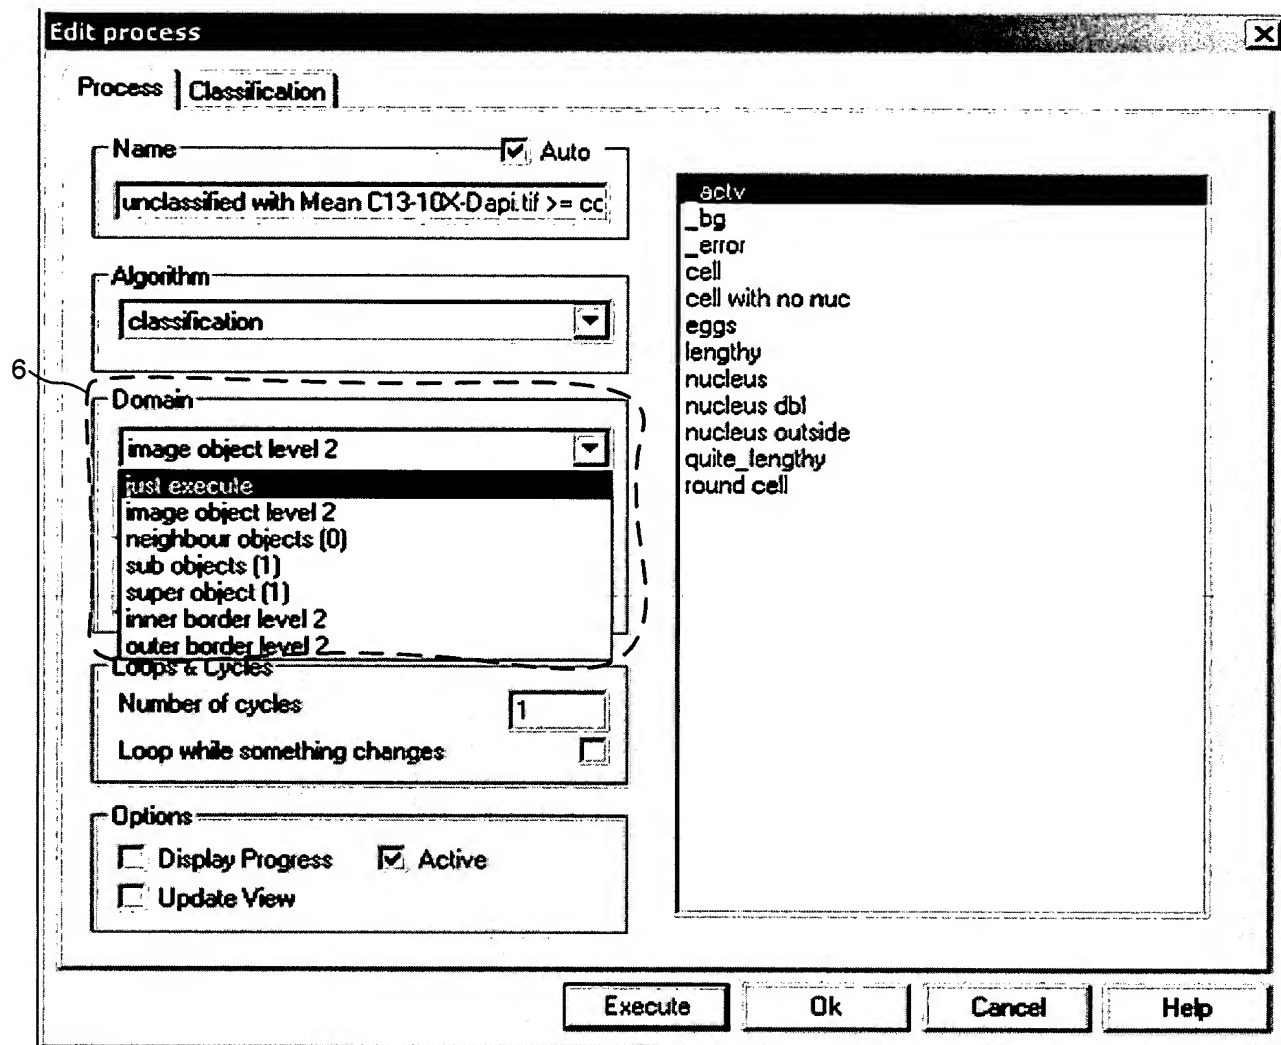 Edit process
Process Classification
Name Auto
unclassified with Mean C13-10X-Dapi.tif >= cc
Algorithm
classification
6
Domain
image object level 2
just execute
image object level 2
neighbour objects (0)
sub objects (1)
super object (1)
inner border level 2
outer border level 2
Loops & Cycles
Number of cycles 1
Loop while something changes
Options
Display Progress Active
Update View
_actv
_bg
_error
cell
cell with no nuc
eggs
lengthy
nucleus
nucleus dbl
nucleus outside
quite_lengthy
round cell
Execute Ok Cancel Help